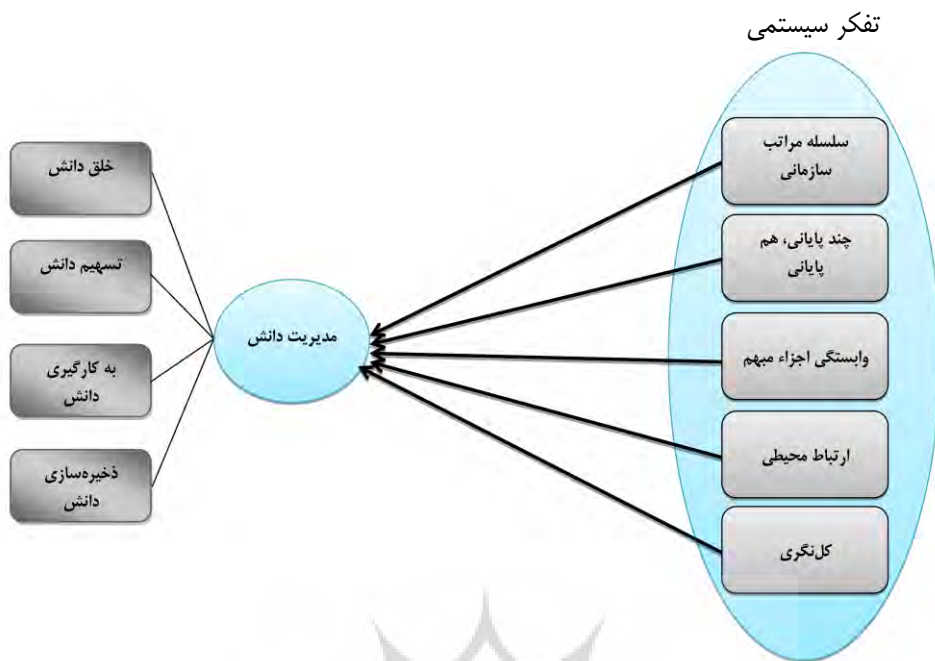 تفکر سیستمی
سلسله مراتب
سازمانی
چند پایانی، هم
پایانی
وابستگی اجزاء مبهم
ارتباط محیطی
کل‌نگری
مدیریت دانش
خلق دانش
تسهیم دانش
به کارگیری
دانش
ذخیره‌سازی
دانش